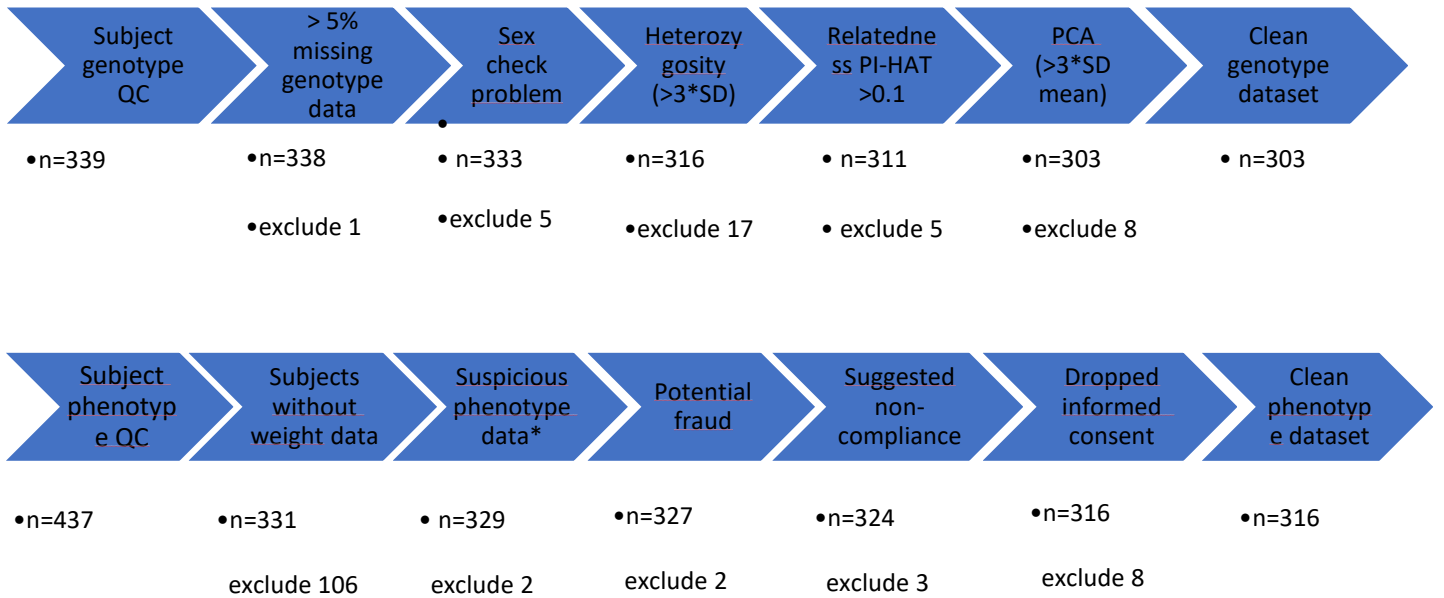 Subject
genotype
QC
> 5%
missing
genotype
data
Sex
check
problem
Heterozy
gosity
(>3*SD)
Relatedne
ss PI-HAT
>0.1
PCA
(>3*SD
mean)
Clean
genotype
dataset
•
•n=339
•n=338
• n=333
•n=316
• n=311
•n=303
• n=303
•exclude 1
•exclude 5
•exclude 17
• exclude 5
•exclude 8
Subject
phenotyp
e QC
Subjects
without
weight data
Suspicious
phenotype
data*
Potential
fraud
Suggested
non-
compliance
Dropped
informed
consent
Clean
phenotyp
e dataset
•n=437
•n=331
• n=329
•n=327
•n=324
•n=316
•n=316
exclude 106
exclude 2
exclude 2
exclude 3
exclude 8